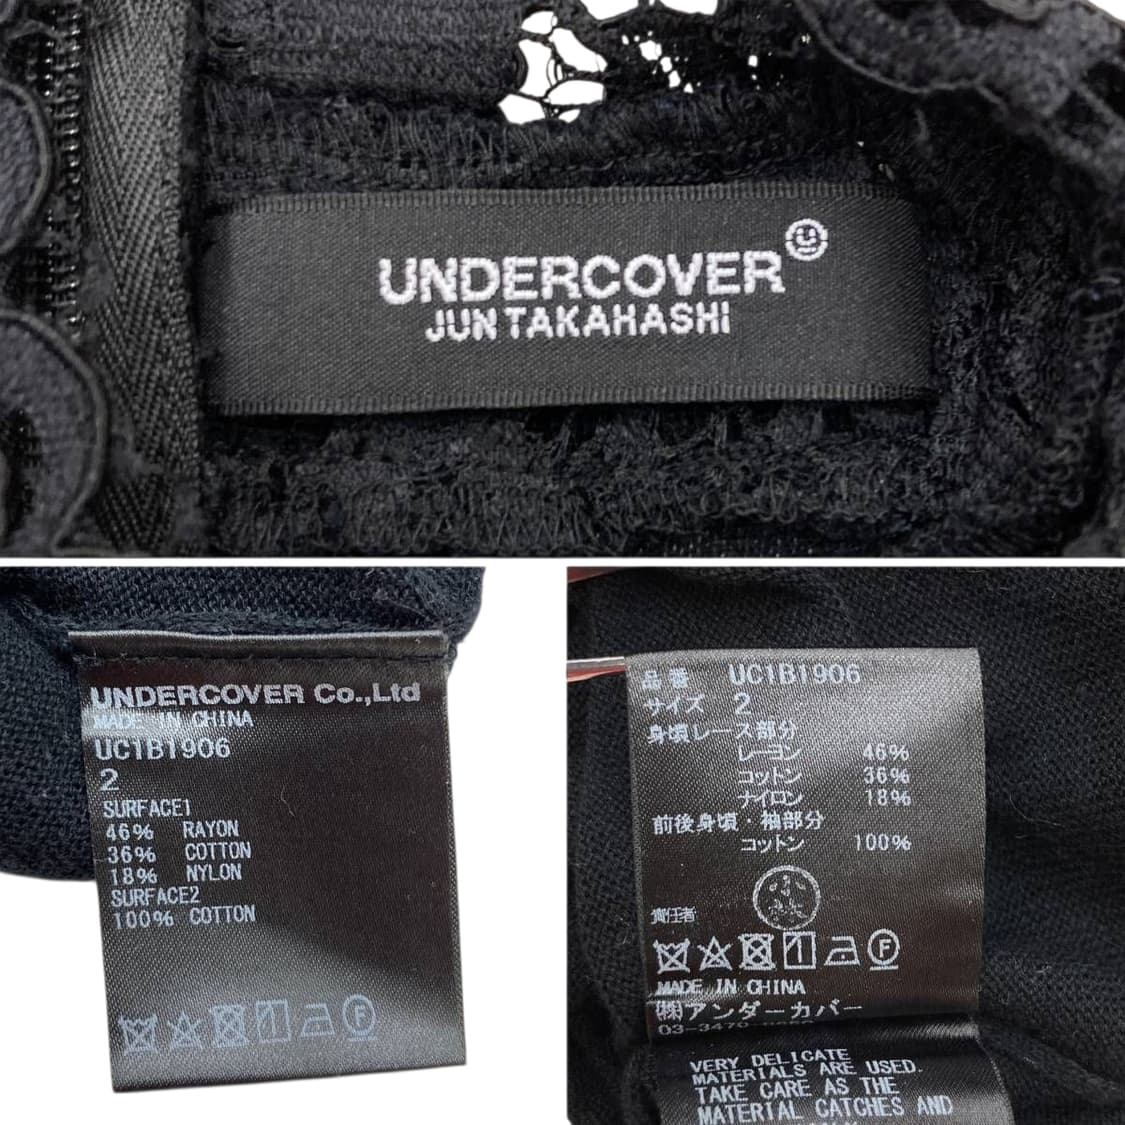 UNDERCOVER
JUN TAKAHASHI
UNDERCOVER Co.,Ltd
MADE IN CHINA
UC1B1906
2
SURFACE1
46% RAYON
36% COTTON
18% NYLON
SURFACE2
100% COTTON
品番 UC1B1906
サイズ 2
身頃レース部分
レーヨン 46%
コットン 36%
ナイロン 18%
前後身頃・袖部分
コットン 100%
責任者
F
MADE IN CHINA
㈱アンダーカバー
03-3470
VERY DELICATE
MATERIALS ARE USED.
TAKE CARE AS THE
MATERIAL CATCHES AND